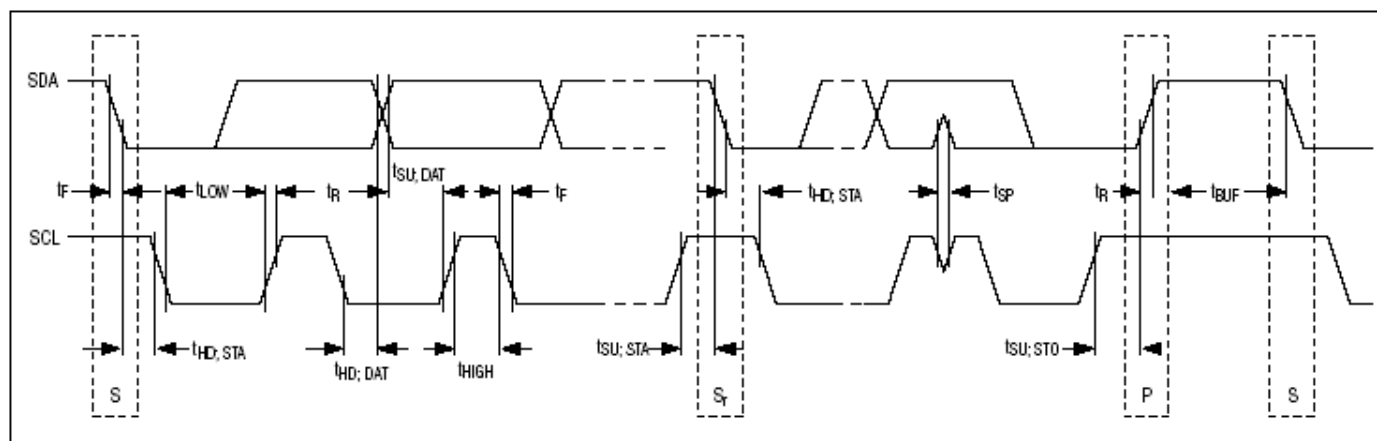 SDA
tSU; DAT
tF
tLOW
tR
tF
tHD; STA
tSP
tR
tBUF
SCL
tHD; STA
tHD; DAT
tHIGH
tSU; STA
tSU; STO
S
Sr
P
S